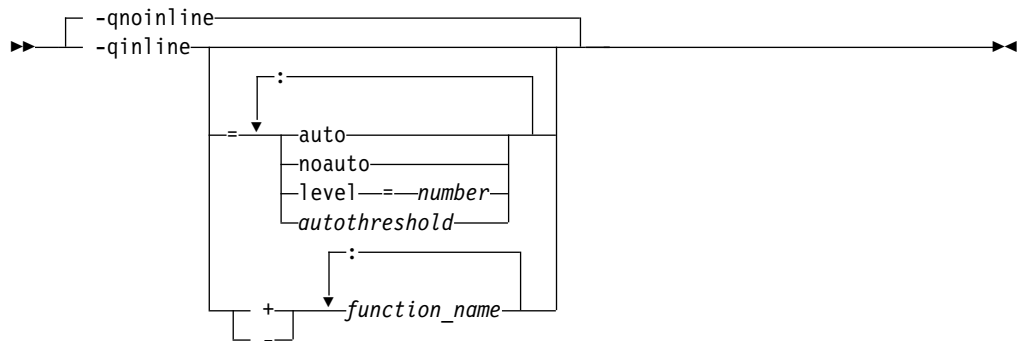 -qnoinline
-qinline
:
= auto
noauto
level = number
autothreshold
:
+ function_name
-